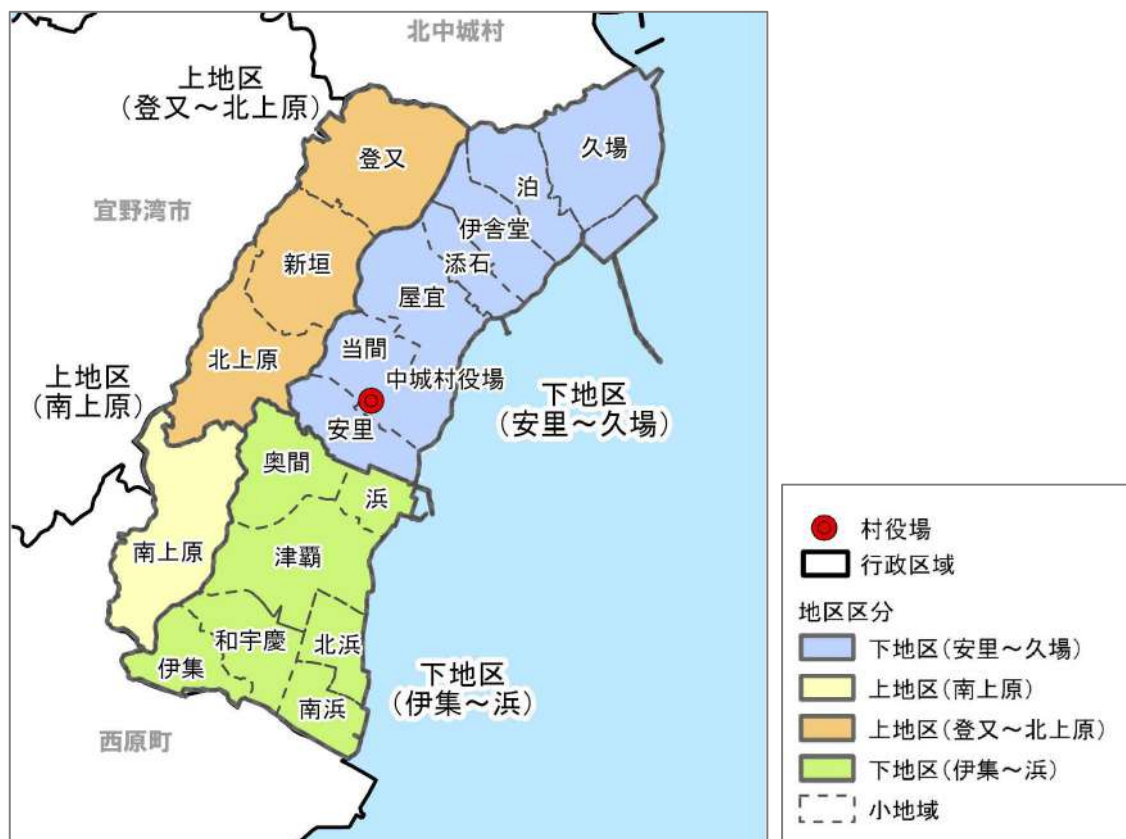 北中城村
上地区
(登又～北上原)
登又
久場
泊
宜野湾市
伊舎堂
新垣
添石
屋宜
当間
北上原
中城村役場
上地区
(南上原)
下地区
(安里～久場)
安里
奥間
浜
南上原
津覇
和宇慶
北浜
伊集
下地区
(伊集～浜)
南浜
西原町
村役場
行政区域
地区区分
下地区(安里～久場)
上地区(南上原)
上地区(登又～北上原)
下地区(伊集～浜)
小地域